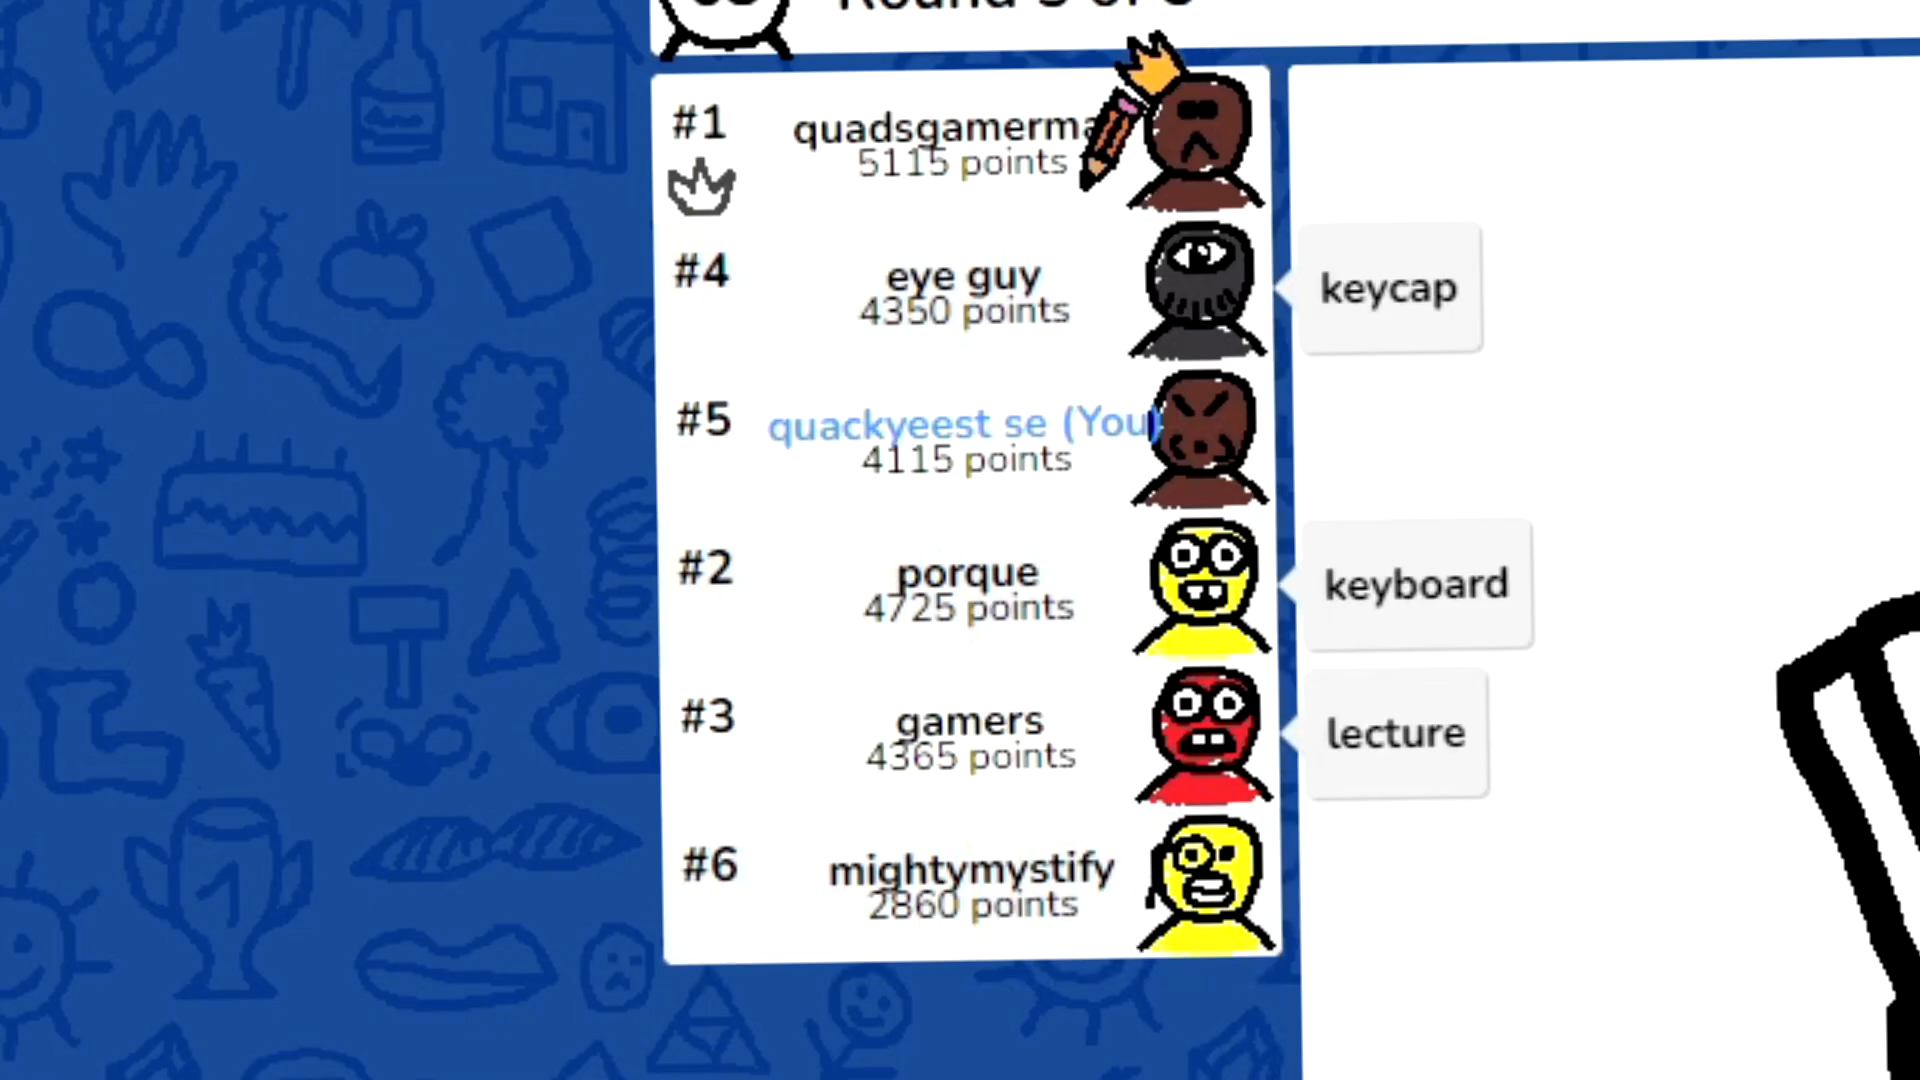 #1
quadsgamerma
5115 points
#4
eye guy
4350 points
keycap
#5
quackyeest se (You)
4115 points
#2
porque
4725 points
keyboard
#3
gamers
4365 points
lecture
#6
mightymystify
2860 points
1